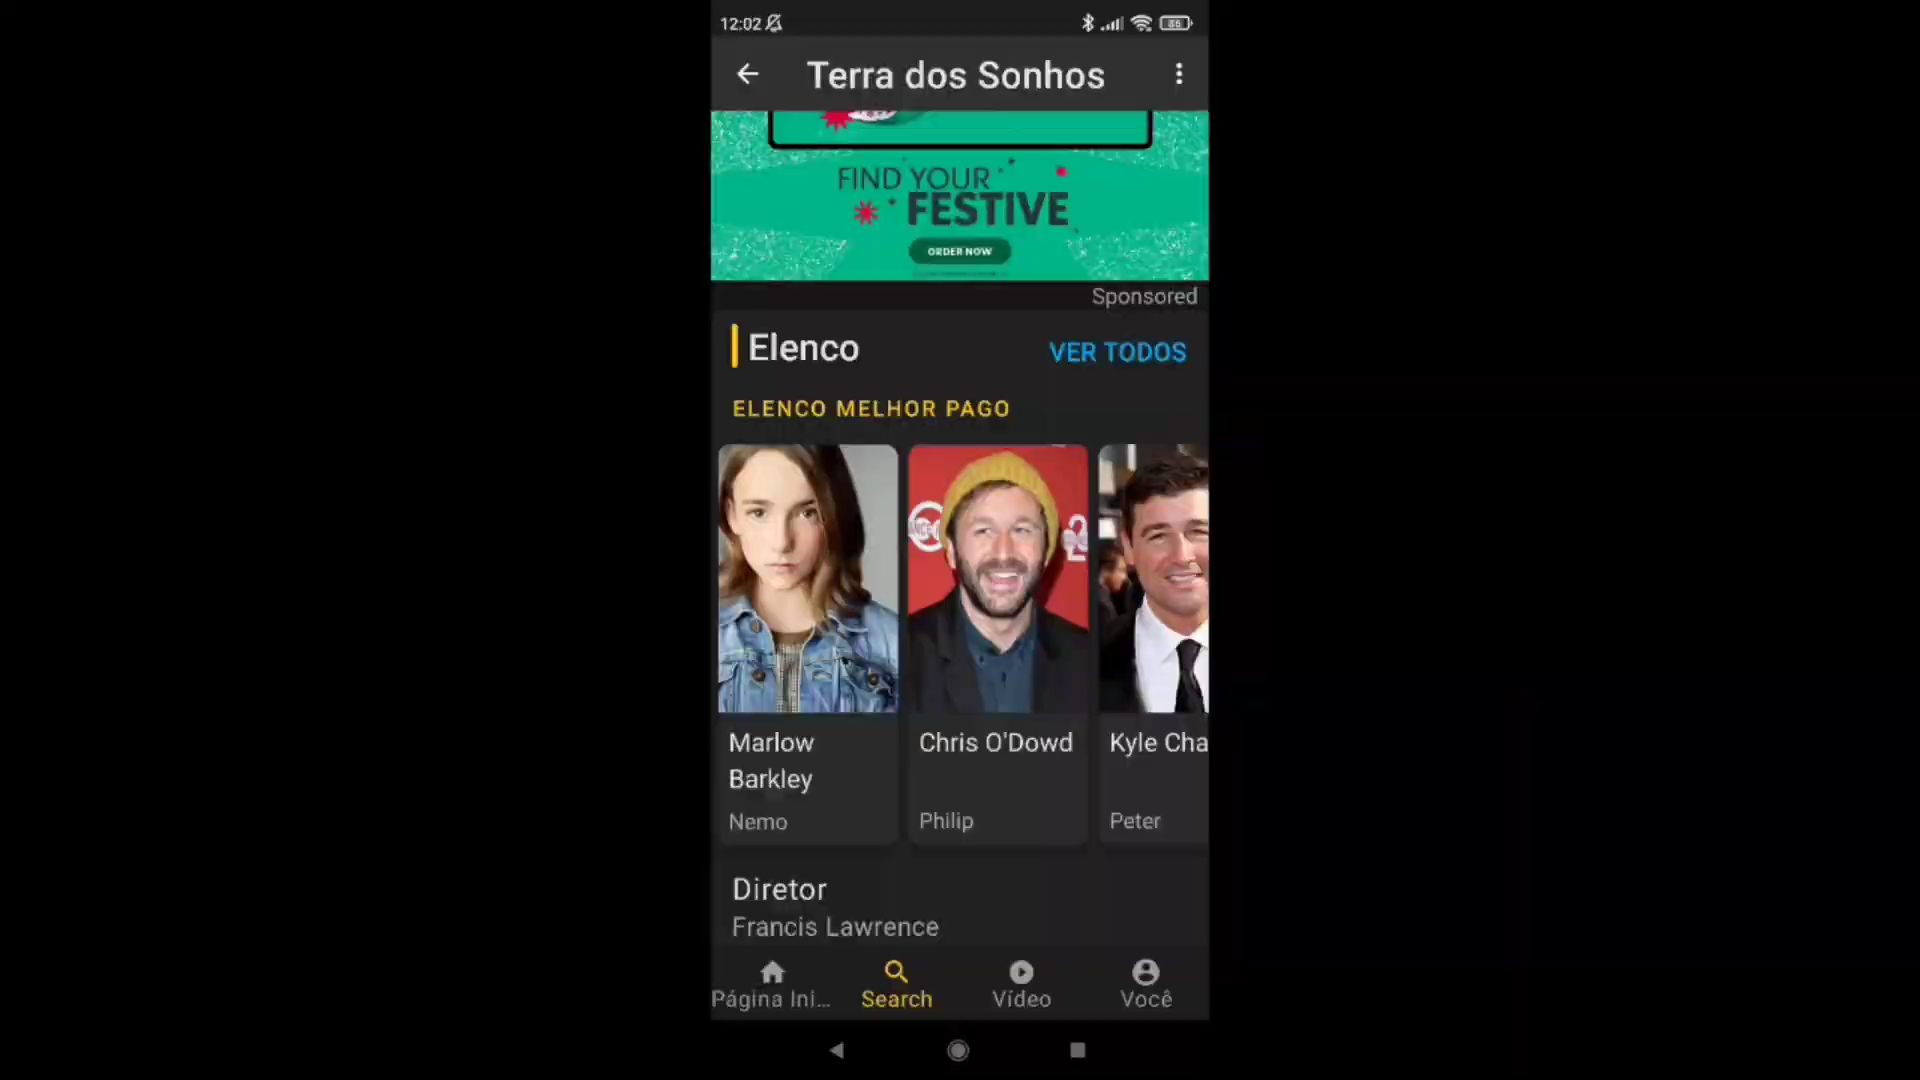 12:02
86
Terra dos Sonhos
FIND YOUR
FESTIVE
ORDER NOW
Sponsored
Elenco
VER TODOS
ELENCO MELHOR PAGO
Marlow
Barkley
Nemo
Chris O'Dowd
Philip
Kyle Cha
Peter
Diretor
Francis Lawrence
Página Ini...
Search
Vídeo
Você